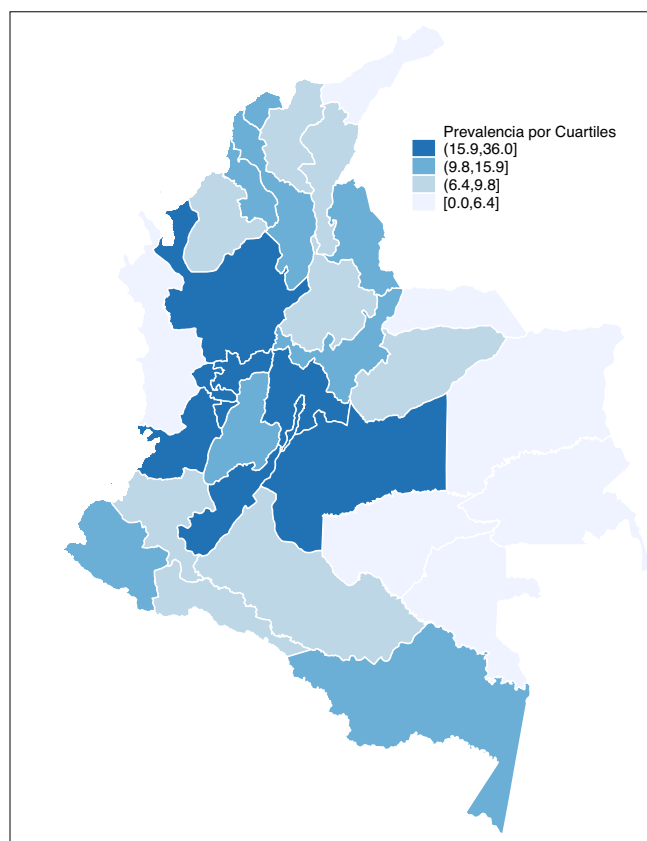 Prevalencia por Cuartiles
(15.9,36.0]
(9.8,15.9]
(6.4,9.8]
[0.0,6.4]